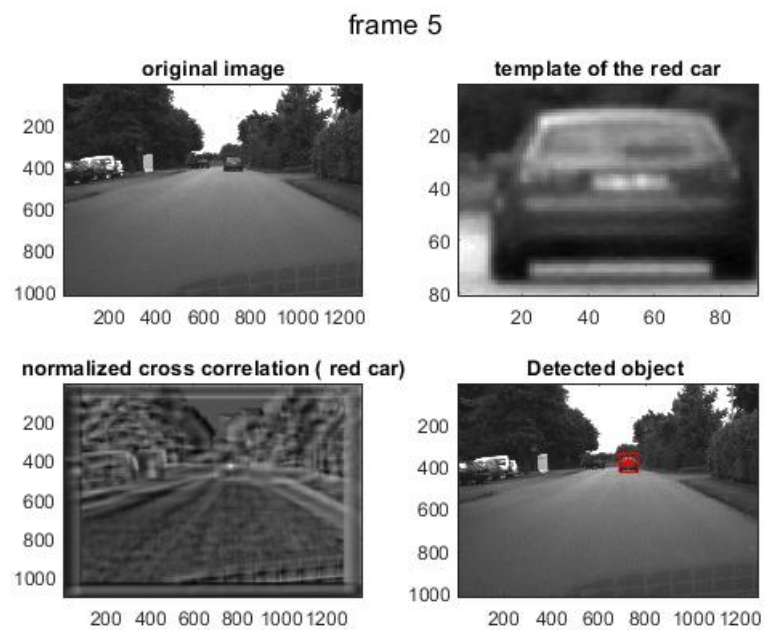 frame 5
original image
200
400
600
800
1000
200 400 600 800 1000 1200
template of the red car
20
40
60
80
20 40 60 80
normalized cross correlation ( red car)
200
400
600
800
1000
200 400 600 800 1000 1200
Detected object
200
400
600
800
1000
200 400 600 800 1000 1200